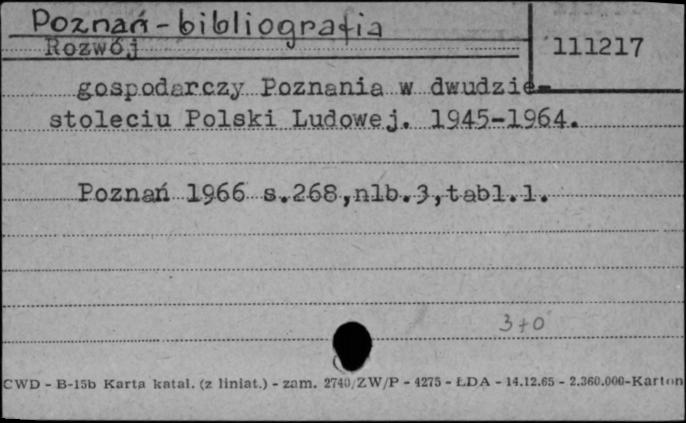 Poznań-bibliografia
Rozwój
111217
gospodarczy Poznania w dwudzie-
stoleciu Polski Ludowej. 1945-1964.
Poznań 1966 s.268,nlb.3,tabl.1.
3+0
CWD - B-15b Karta katal. (z liniat.) - zam. 2740/ZW/P - 4275 - ŁDA - 14.12.65 - 2.360.000-Karton